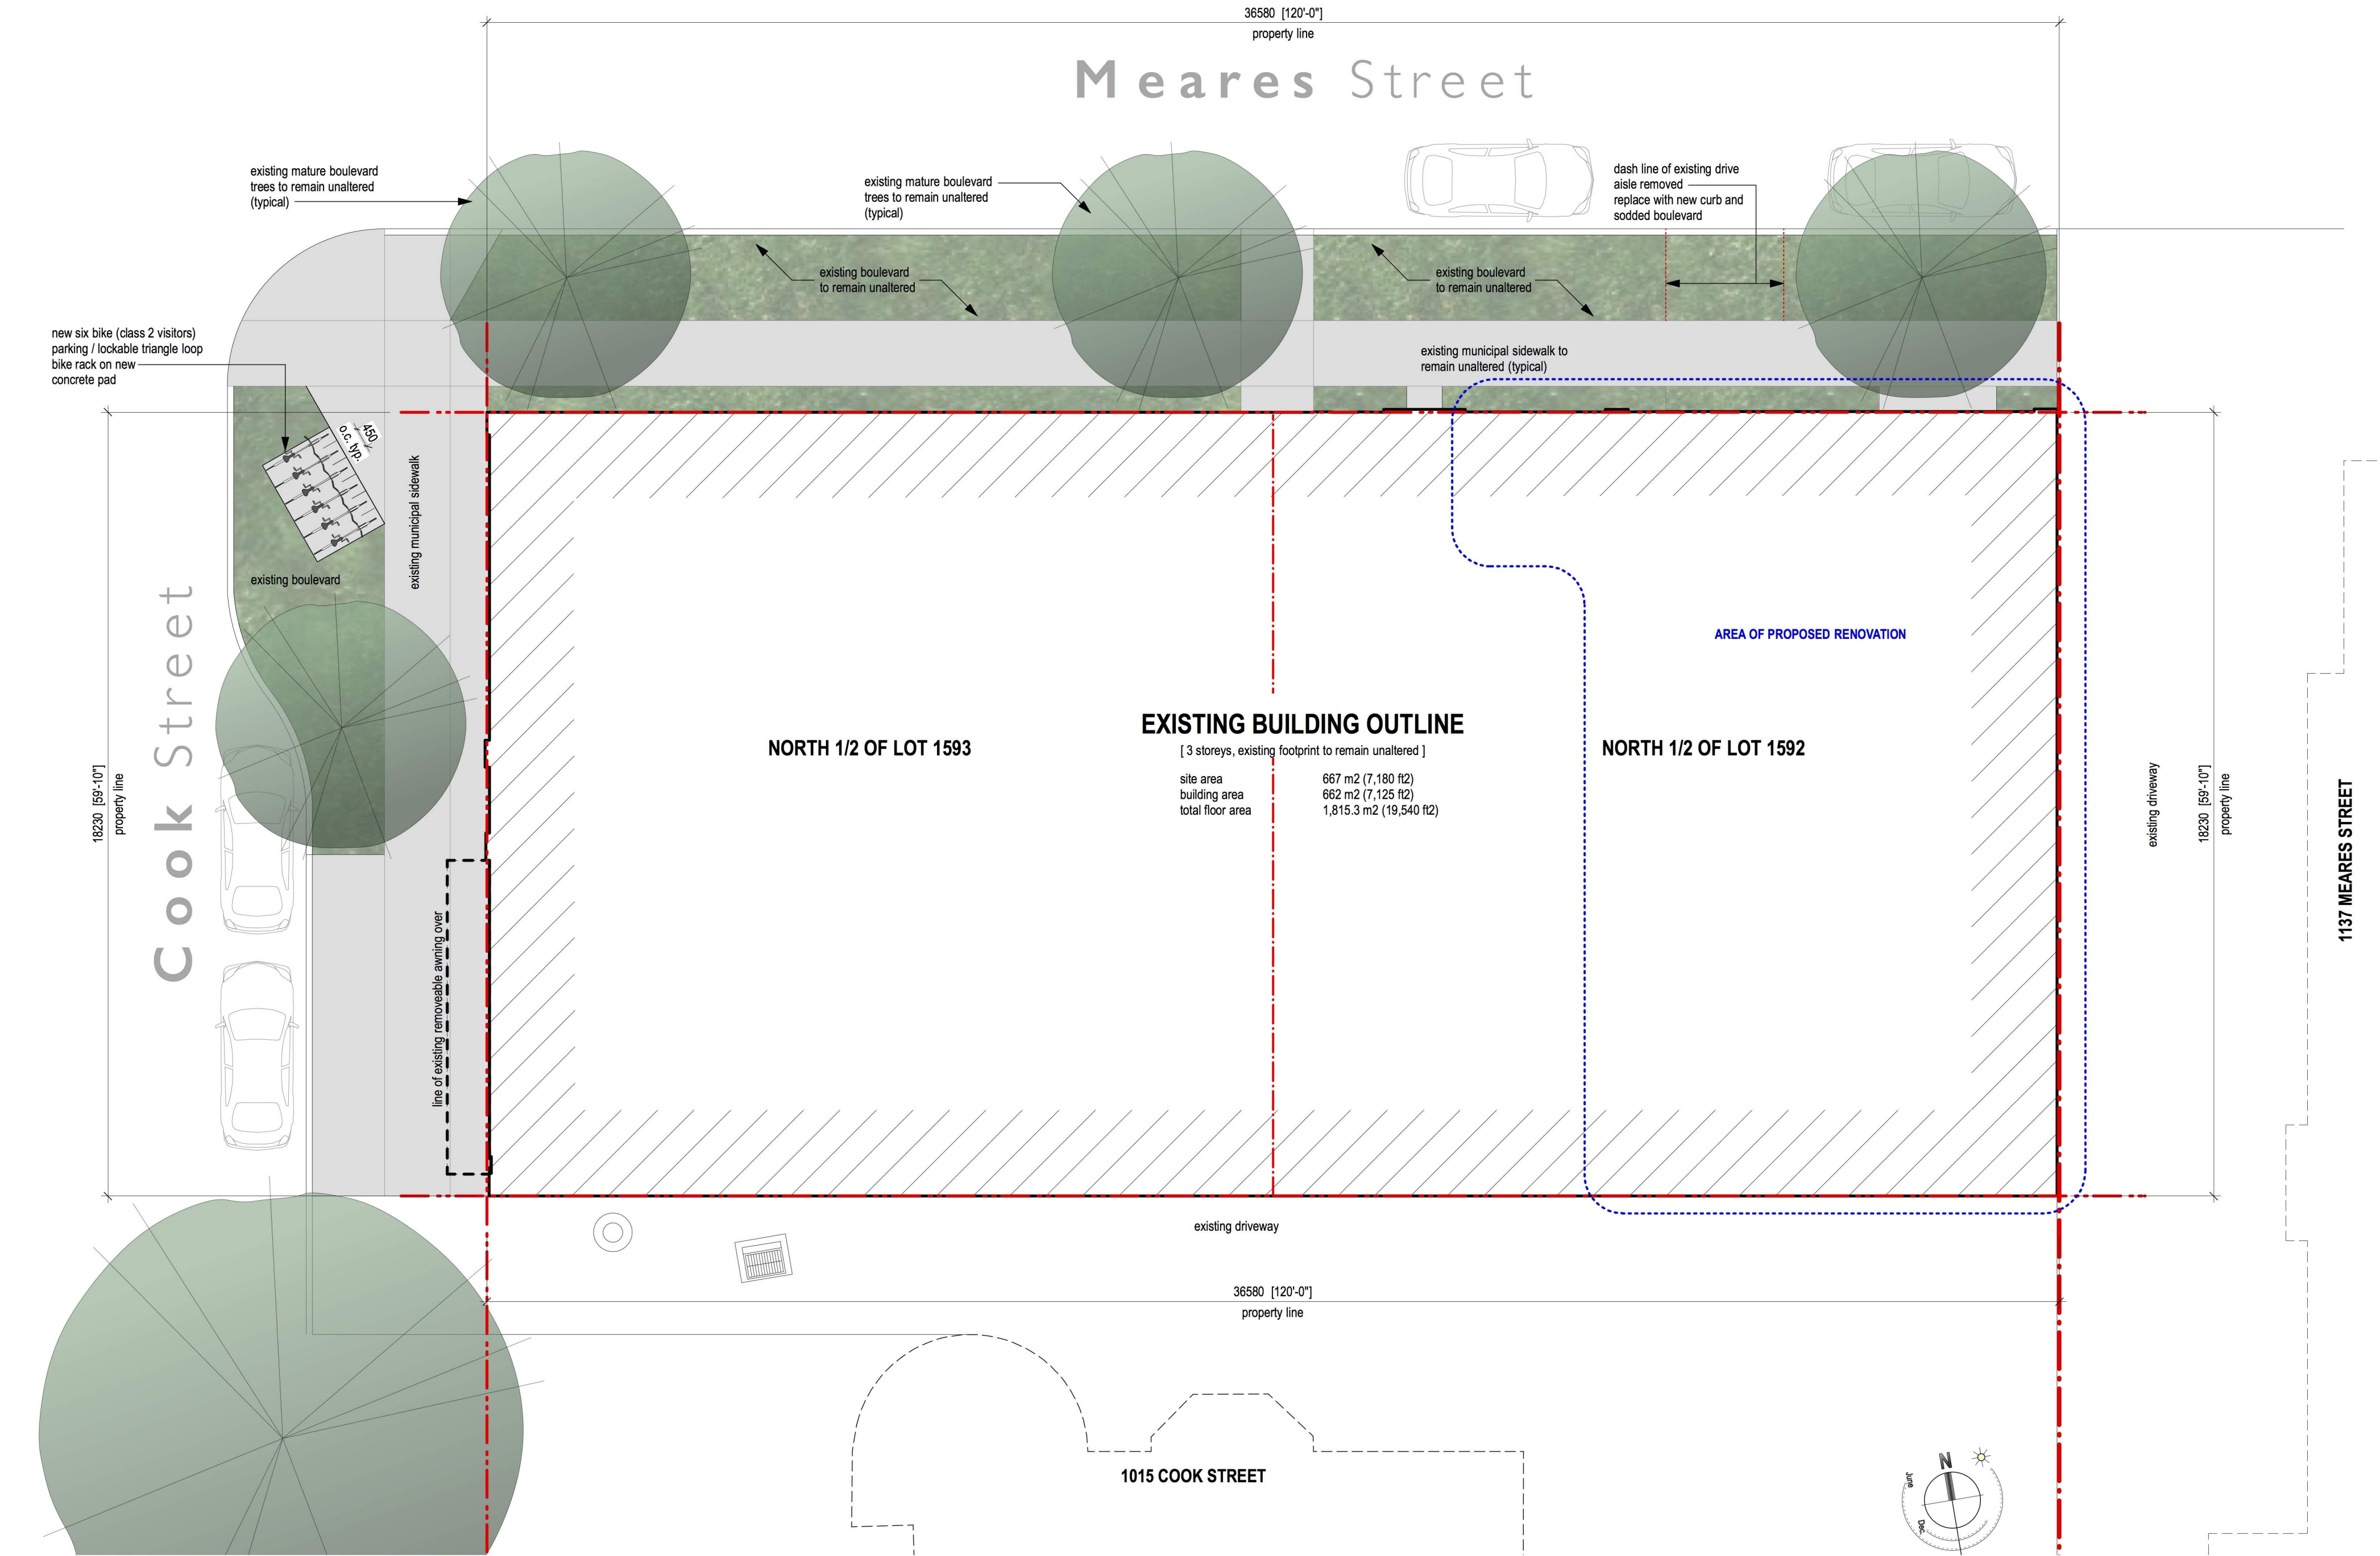 36580 [120'-0"]
property line
Meares Street
existing mature boulevard
trees to remain unaltered
(typical)
existing mature boulevard
trees to remain unaltered
(typical)
dash line of existing drive
aisle removed
replace with new curb and
sodded boulevard
existing boulevard
to remain unaltered
existing boulevard
to remain unaltered
new six bike (class 2 visitors)
parking / lockable triangle loop
bike rack on new
concrete pad
existing municipal sidewalk to
remain unaltered (typical)
450
o.c. typ.
existing municipal sidewalk
existing boulevard
Cook Street
18230 [59'-10"]
property line
AREA OF PROPOSED RENOVATION
EXISTING BUILDING OUTLINE
[ 3 storeys, existing footprint to remain unaltered ]
NORTH 1/2 OF LOT 1593
NORTH 1/2 OF LOT 1592
site area 667 m2 (7,180 ft2)
building area 662 m2 (7,125 ft2)
total floor area 1,815.3 m2 (19,540 ft2)
existing driveway
18230 [59'-10"]
property line
1137 MEARES STREET
line of existing removeable awning over
existing driveway
36580 [120'-0"]
property line
1015 COOK STREET
N
June
Dec.